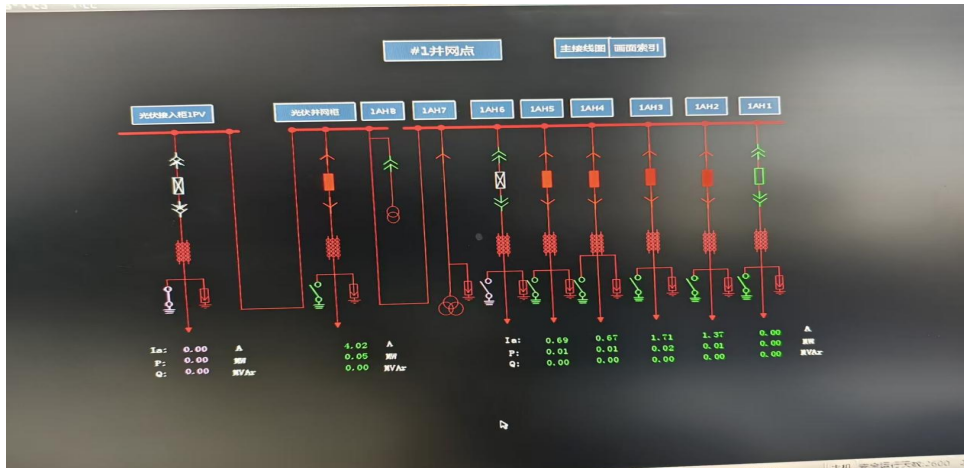 #1并网点
主接线图 画面索引
光伏接入柜1PV 光伏并网柜 1AH8 1AH7 1AH6 1AH5 1AH4 1AH3 1AH2 1AH1
Ia: 0.00 A 4.02 A Ia: 0.69 0.67 1.71 1.37 0.00 A
P: 0.00 MW 0.05 MW P: 0.01 0.01 0.02 0.01 0.00 MW
Q: 0.00 MVAr 0.00 MVAr Q: 0.00 0.00 0.00 0.00 0.00 MVAr